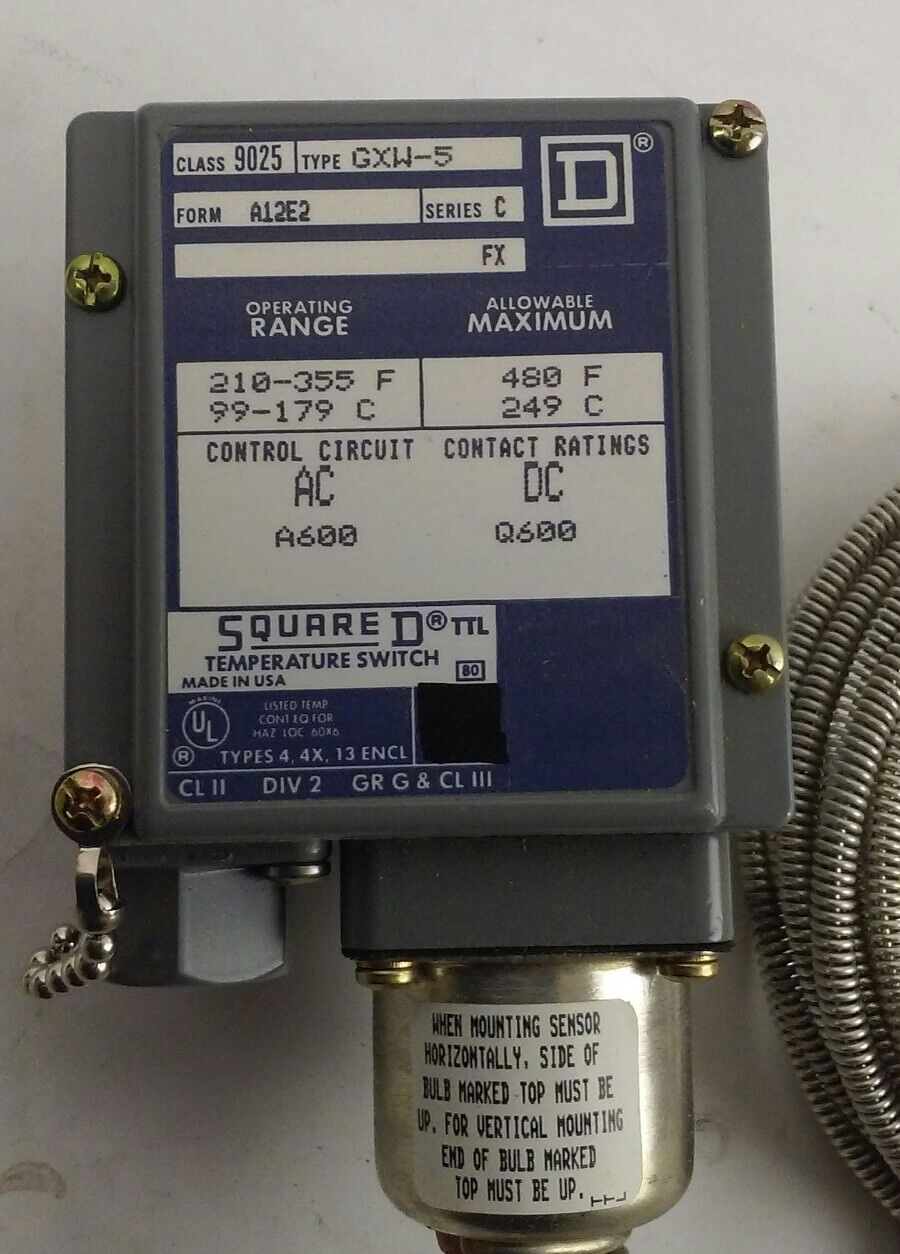 CLASS 9025 TYPE GXW-5
D ®
FORM A12E2 SERIES C
FX
OPERATING RANGE
ALLOWABLE MAXIMUM
210-355 F 480 F
99-179 C 249 C
CONTROL CIRCUIT CONTACT RATINGS
AC DC
A600 Q600
SQUARE D® TTL
TEMPERATURE SWITCH 80
MADE IN USA
MARINE
UL
®
LISTED TEMP
CONT EQ FOR
HAZ LOC 60X6
TYPES 4, 4X, 13 ENCL
CL II DIV 2 GR G & CL III
WHEN MOUNTING SENSOR
HORIZONTALLY, SIDE OF
BULB MARKED TOP MUST BE
UP. FOR VERTICAL MOUNTING
END OF BULB MARKED
TOP MUST BE UP.